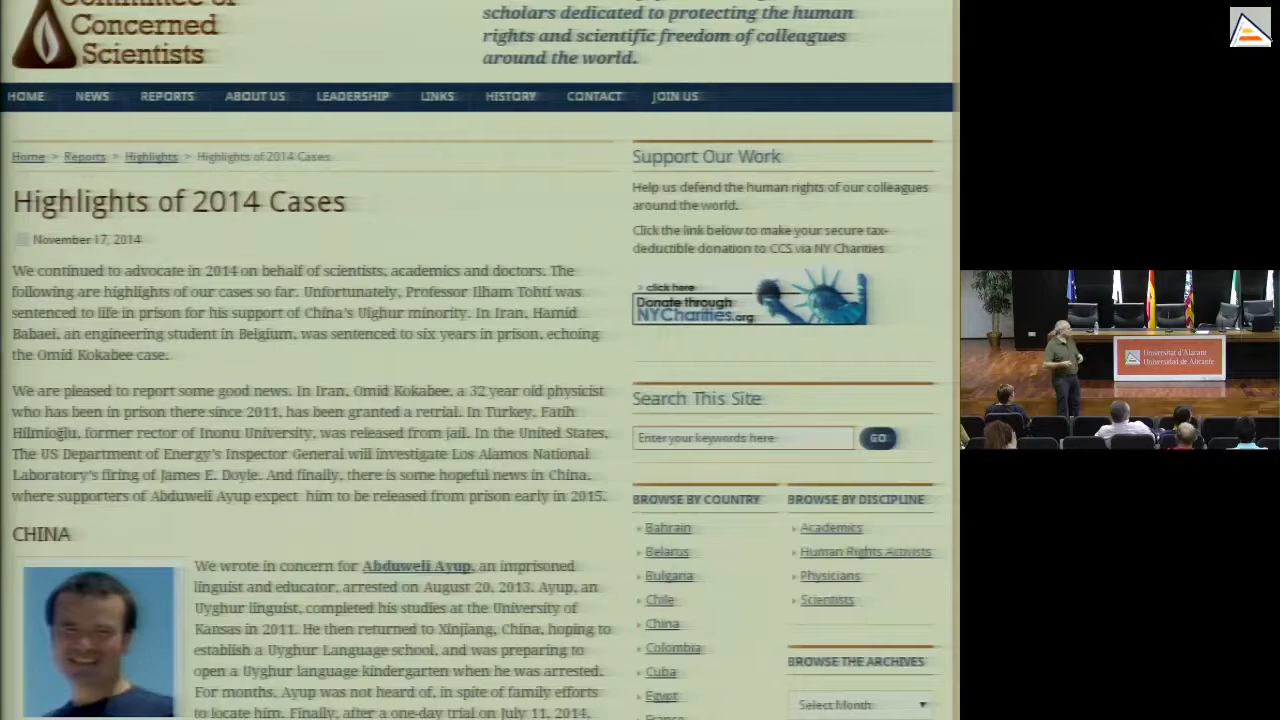 Committee of
Concerned
Scientists
scholars dedicated to protecting the human
rights and scientific freedom of colleagues
around the world.
HOME NEWS REPORTS ABOUT US LEADERSHIP LINKS HISTORY CONTACT JOIN US
Home > Reports > Highlights > Highlights of 2014 Cases
Highlights of 2014 Cases
November 17, 2014
We continued to advocate in 2014 on behalf of scientists, academics and doctors. The
following are highlights of our cases so far. Unfortunately, Professor Ilham Tohti was
sentenced to life in prison for his support of China's Uighur minority. In Iran, Hamid
Babaei, an engineering student in Belgium, was sentenced to six years in prison, echoing
the Omid Kokabee case.
We are pleased to report some good news. In Iran, Omid Kokabee, a 32 year old physicist
who has been in prison there since 2011, has been granted a retrial. In Turkey, Fatih
Hilmioğlu, former rector of Inonu University, was released from jail. In the United States,
The US Department of Energy's Inspector General will investigate Los Alamos National
Laboratory's firing of James E. Doyle. And finally, there is some hopeful news in China,
where supporters of Abduweli Ayup expect him to be released from prison early in 2015.
CHINA
We wrote in concern for Abduweli Ayup, an imprisoned
linguist and educator, arrested on August 20, 2013. Ayup, an
Uyghur linguist, completed his studies at the University of
Kansas in 2011. He then returned to Xinjiang, China, hoping to
establish a Uyghur Language school, and was preparing to
open a Uyghur language kindergarten when he was arrested.
For months, Ayup was not heard of, in spite of family efforts
to locate him. Finally, after a one-day trial on July 11, 2014,
Support Our Work
Help us defend the human rights of our colleagues
around the world.
Click the link below to make your secure tax-
deductible donation to CCS via NY Charities
> click here
Donate through
NYCharities.org
Search This Site
Enter your keywords here GO
BROWSE BY COUNTRY
Bahrain
Belarus
Bulgaria
Chile
China
Colombia
Cuba
Egypt
France
BROWSE BY DISCIPLINE
Academics
Human Rights Activists
Physicians
Scientists
BROWSE THE ARCHIVES
Select Month
Universitat d'Alacant
Universidad de Alicante